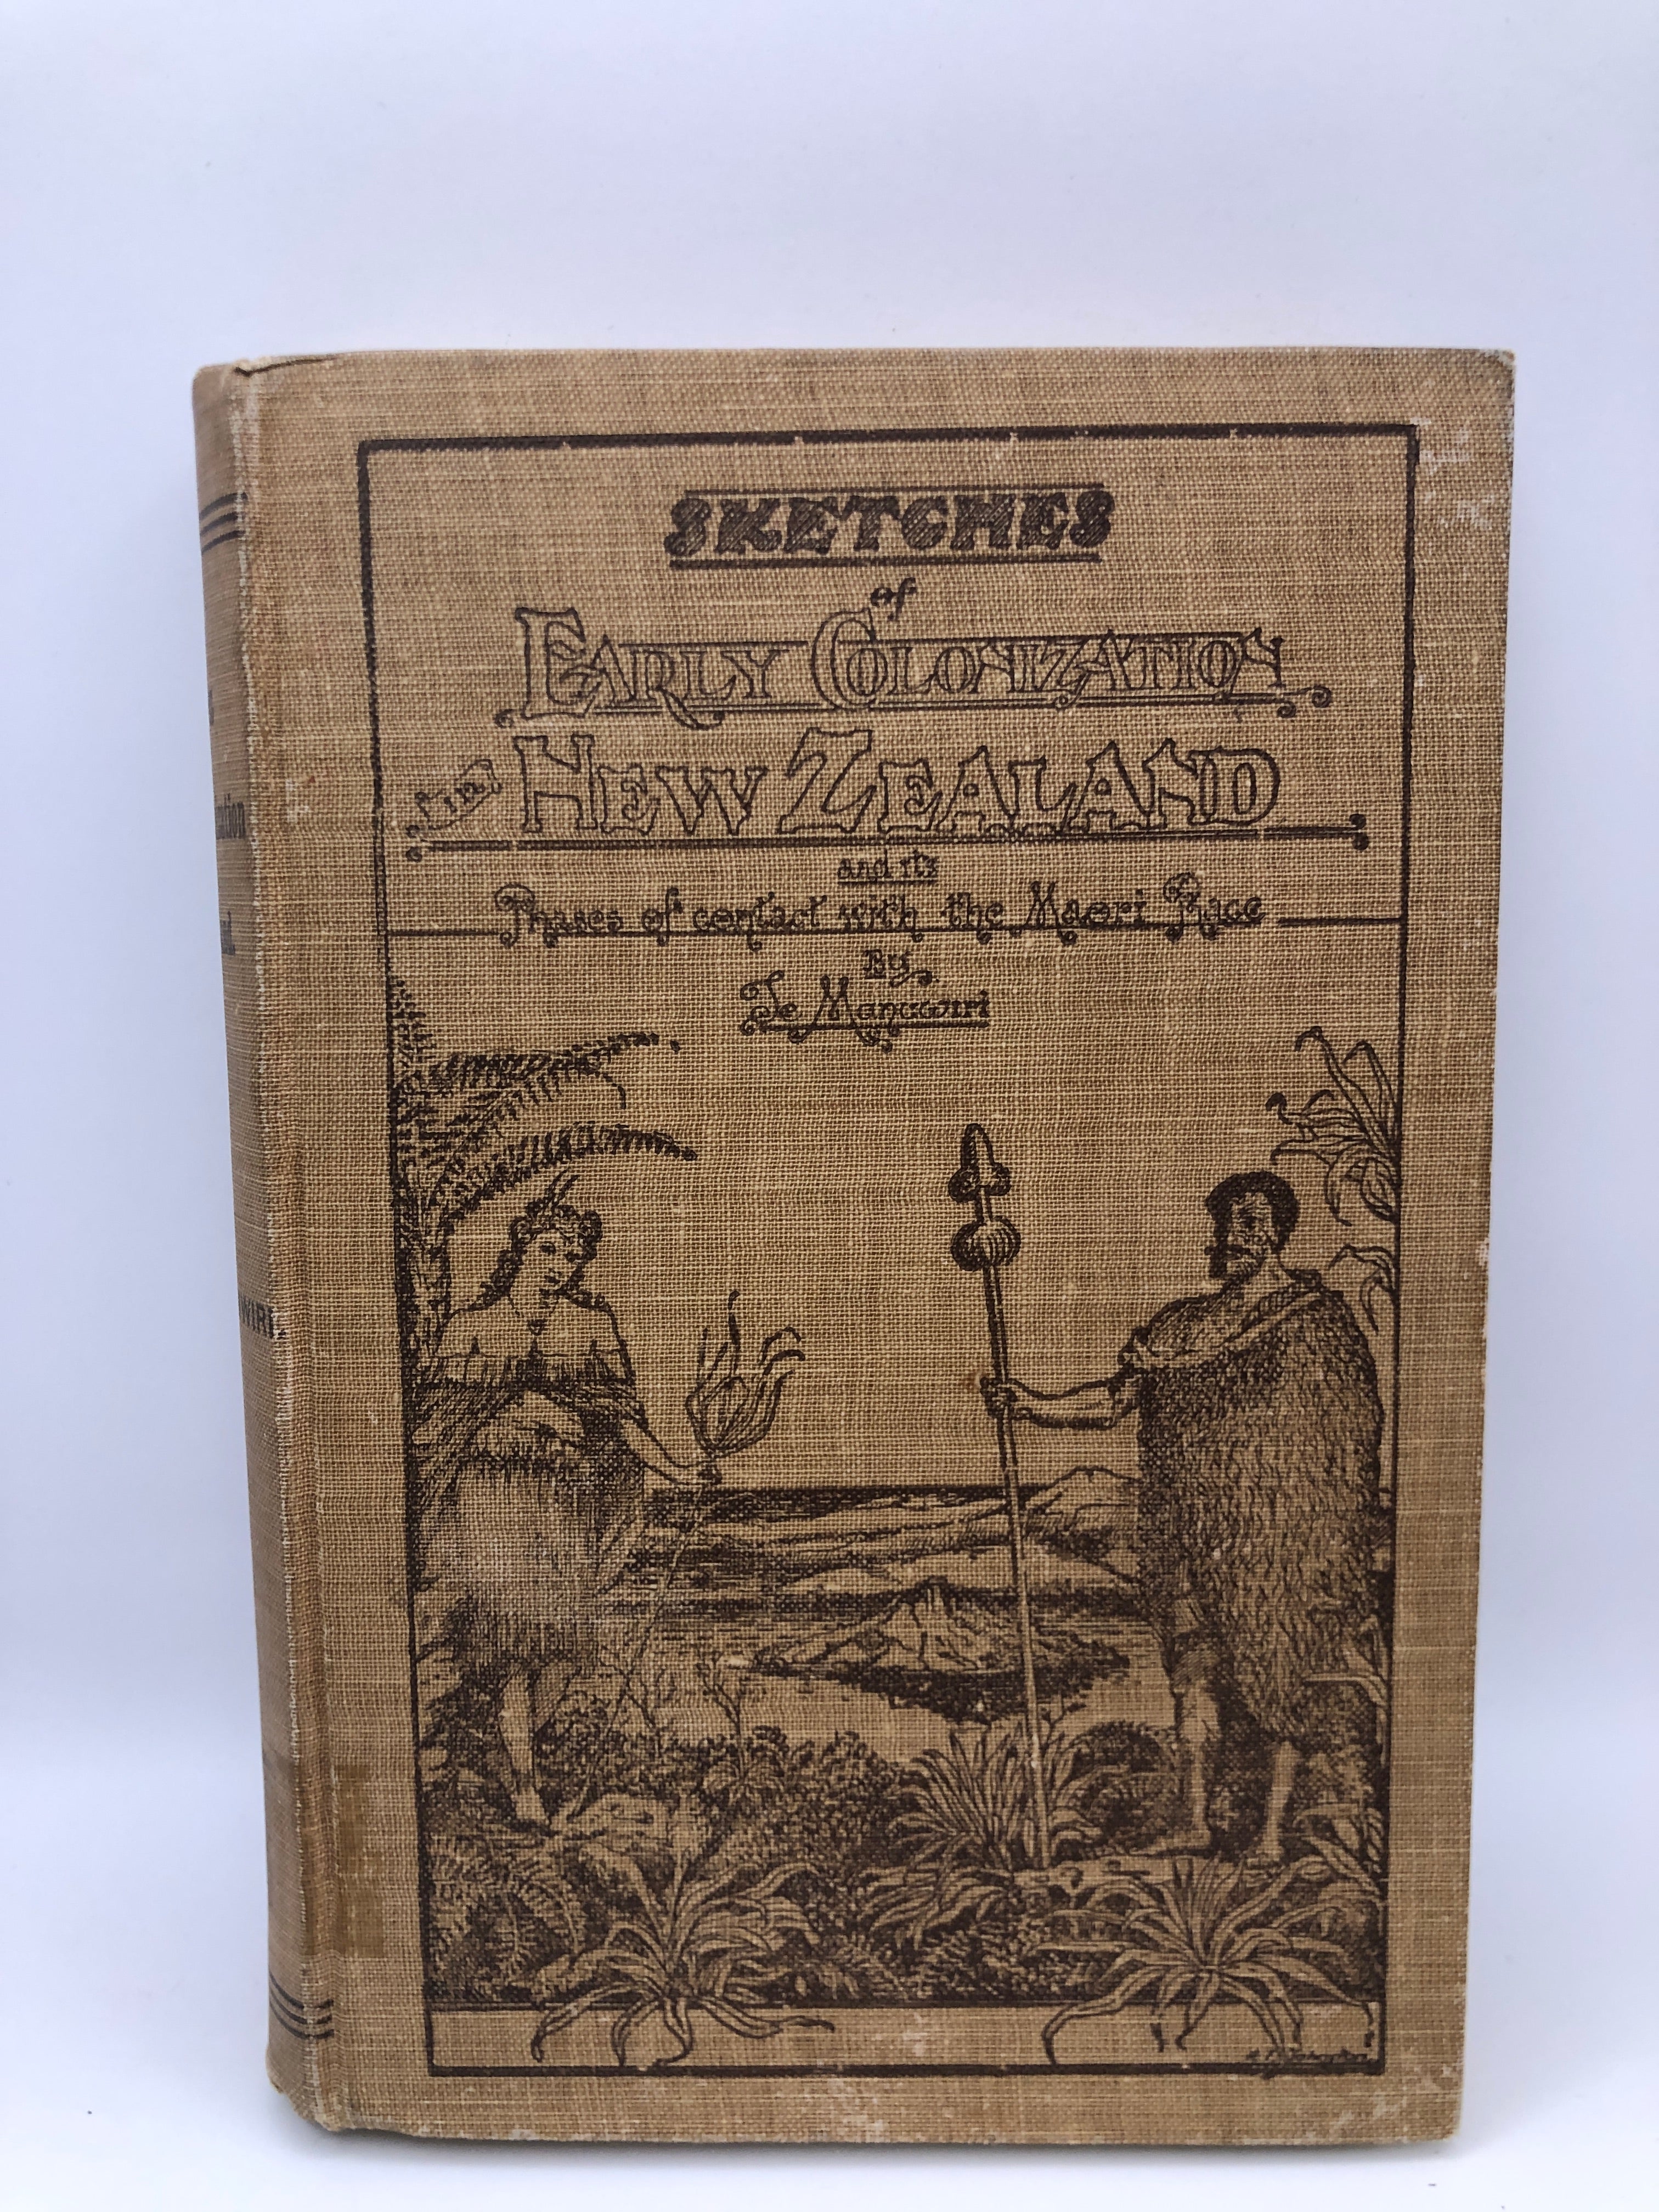 SKETCHES
of
EARLY COLONIZATION
in NEW ZEALAND
and its
Phases of contact with the Maori Race
By
Te Manuwiri
WIRI.